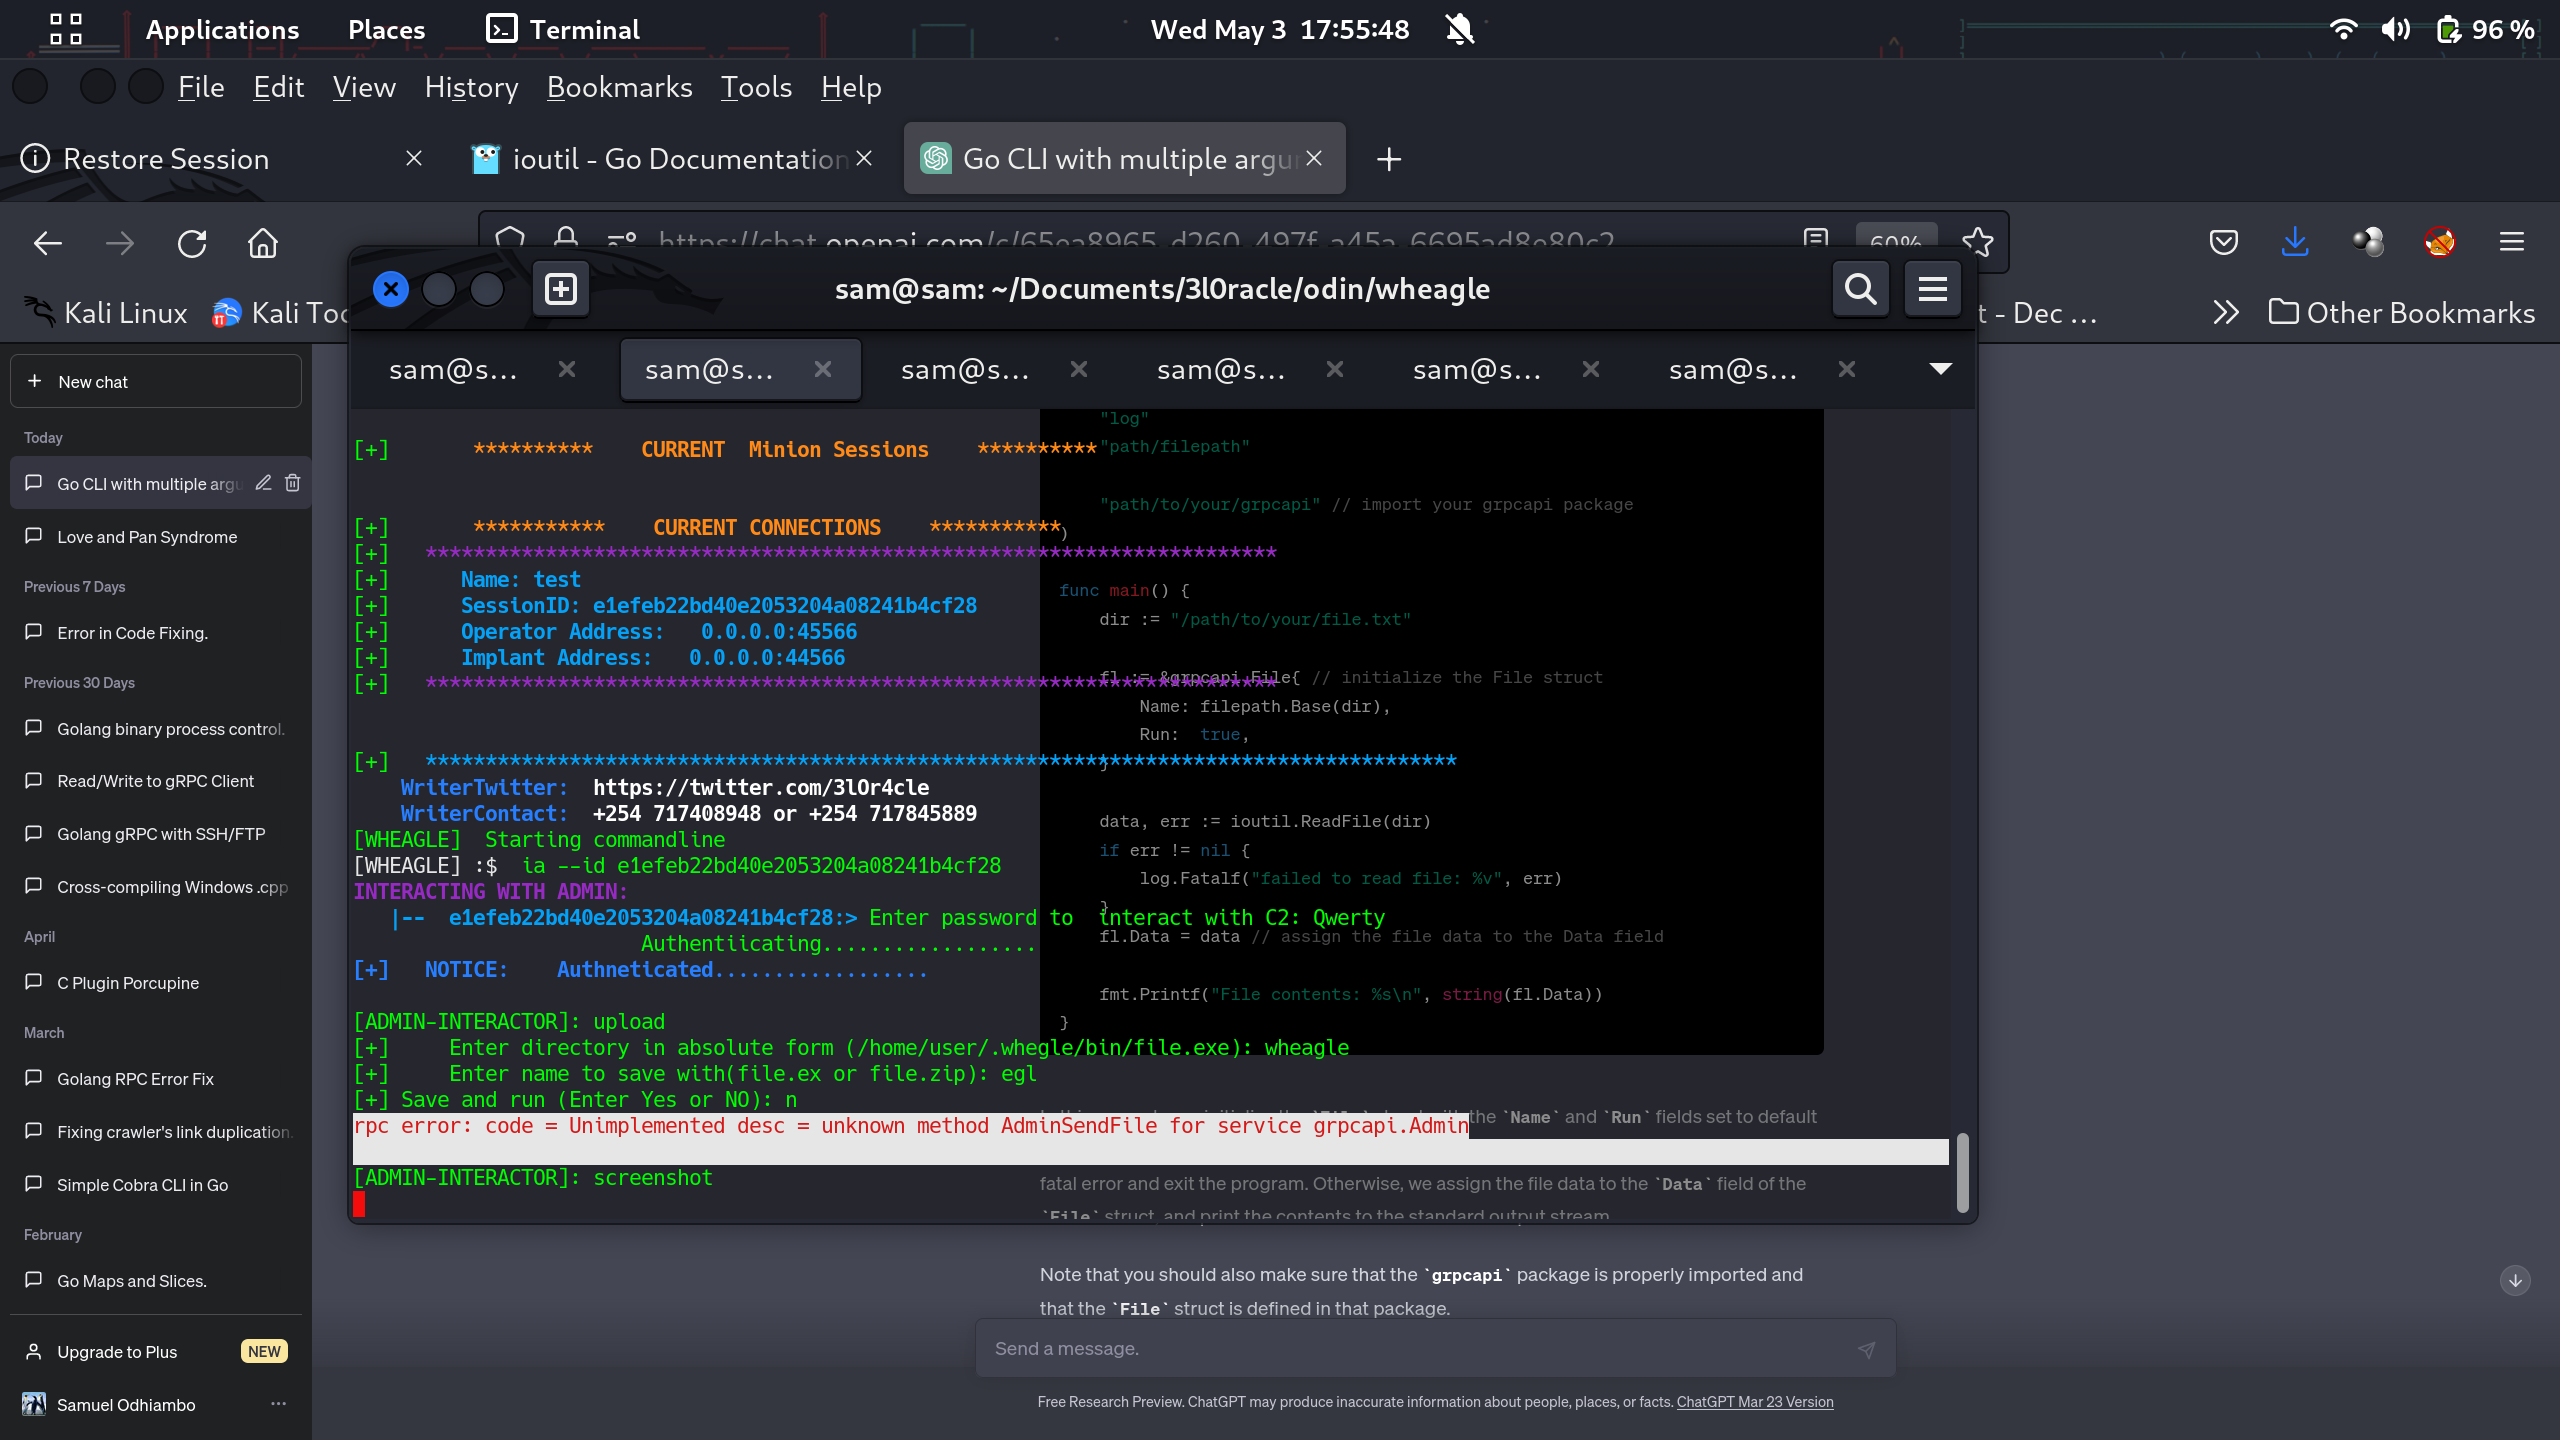 Applications Places Terminal Wed May 3 17:55:48 96 %
File Edit View History Bookmarks Tools Help
Restore Session ioutil - Go Documentation Go CLI with multiple argu
https://chat.openai.com/c/65ea8965-d260-497f-a45a-6695ad8e80c2 60%
sam@sam: ~/Documents/3l0racle/odin/wheagle
Kali Linux Kali Too t - Dec … Other Bookmarks
sam@s… sam@s… sam@s… sam@s… sam@s… sam@s…
New chat
Today
Go CLI with multiple argu
Love and Pan Syndrome
Previous 7 Days
Error in Code Fixing.
Previous 30 Days
Golang binary process control.
Read/Write to gRPC Client
Golang gRPC with SSH/FTP
Cross-compiling Windows .cpp
April
C Plugin Porcupine
March
Golang RPC Error Fix
Fixing crawler's link duplication.
Simple Cobra CLI in Go
February
Go Maps and Slices.
Upgrade to Plus NEW
Samuel Odhiambo
[+] ********** CURRENT Minion Sessions **********
[+] *********** CURRENT CONNECTIONS ***********
[+] ***********************************************************************
[+] Name: test
[+] SessionID: e1efeb22bd40e2053204a08241b4cf28
[+] Operator Address: 0.0.0.0:45566
[+] Implant Address: 0.0.0.0:44566
[+] ***********************************************************************
[+] **************************************************************************************
WriterTwitter: https://twitter.com/3lOr4cle
WriterContact: +254 717408948 or +254 717845889
[WHEAGLE] Starting commandline
[WHEAGLE] :$ ia --id e1efeb22bd40e2053204a08241b4cf28
INTERACTING WITH ADMIN:
|-- e1efeb22bd40e2053204a08241b4cf28:> Enter password to interact with C2: Qwerty
Authentiicating..................
[+] NOTICE: Authneticated..................
[ADMIN-INTERACTOR]: upload
[+] Enter directory in absolute form (/home/user/.whegle/bin/file.exe): wheagle
[+] Enter name to save with(file.ex or file.zip): egl
[+] Save and run (Enter Yes or NO): n
rpc error: code = Unimplemented desc = unknown method AdminSendFile for service grpcapi.Admin
[ADMIN-INTERACTOR]: screenshot
"log"
"path/filepath"
"path/to/your/grpcapi" // import your grpcapi package
)
func main() {
dir := "/path/to/your/file.txt"
fl := &grpcapi.File{ // initialize the File struct
Name: filepath.Base(dir),
Run: true,
}
data, err := ioutil.ReadFile(dir)
if err != nil {
log.Fatalf("failed to read file: %v", err)
}
fl.Data = data // assign the file data to the Data field
fmt.Printf("File contents: %s\n", string(fl.Data))
}
the `Name` and `Run` fields set to default
fatal error and exit the program. Otherwise, we assign the file data to the `Data` field of the
`File` struct, and print the contents to the standard output stream.
Note that you should also make sure that the `grpcapi` package is properly imported and
that the `File` struct is defined in that package.
Send a message.
Free Research Preview. ChatGPT may produce inaccurate information about people, places, or facts. ChatGPT Mar 23 Version